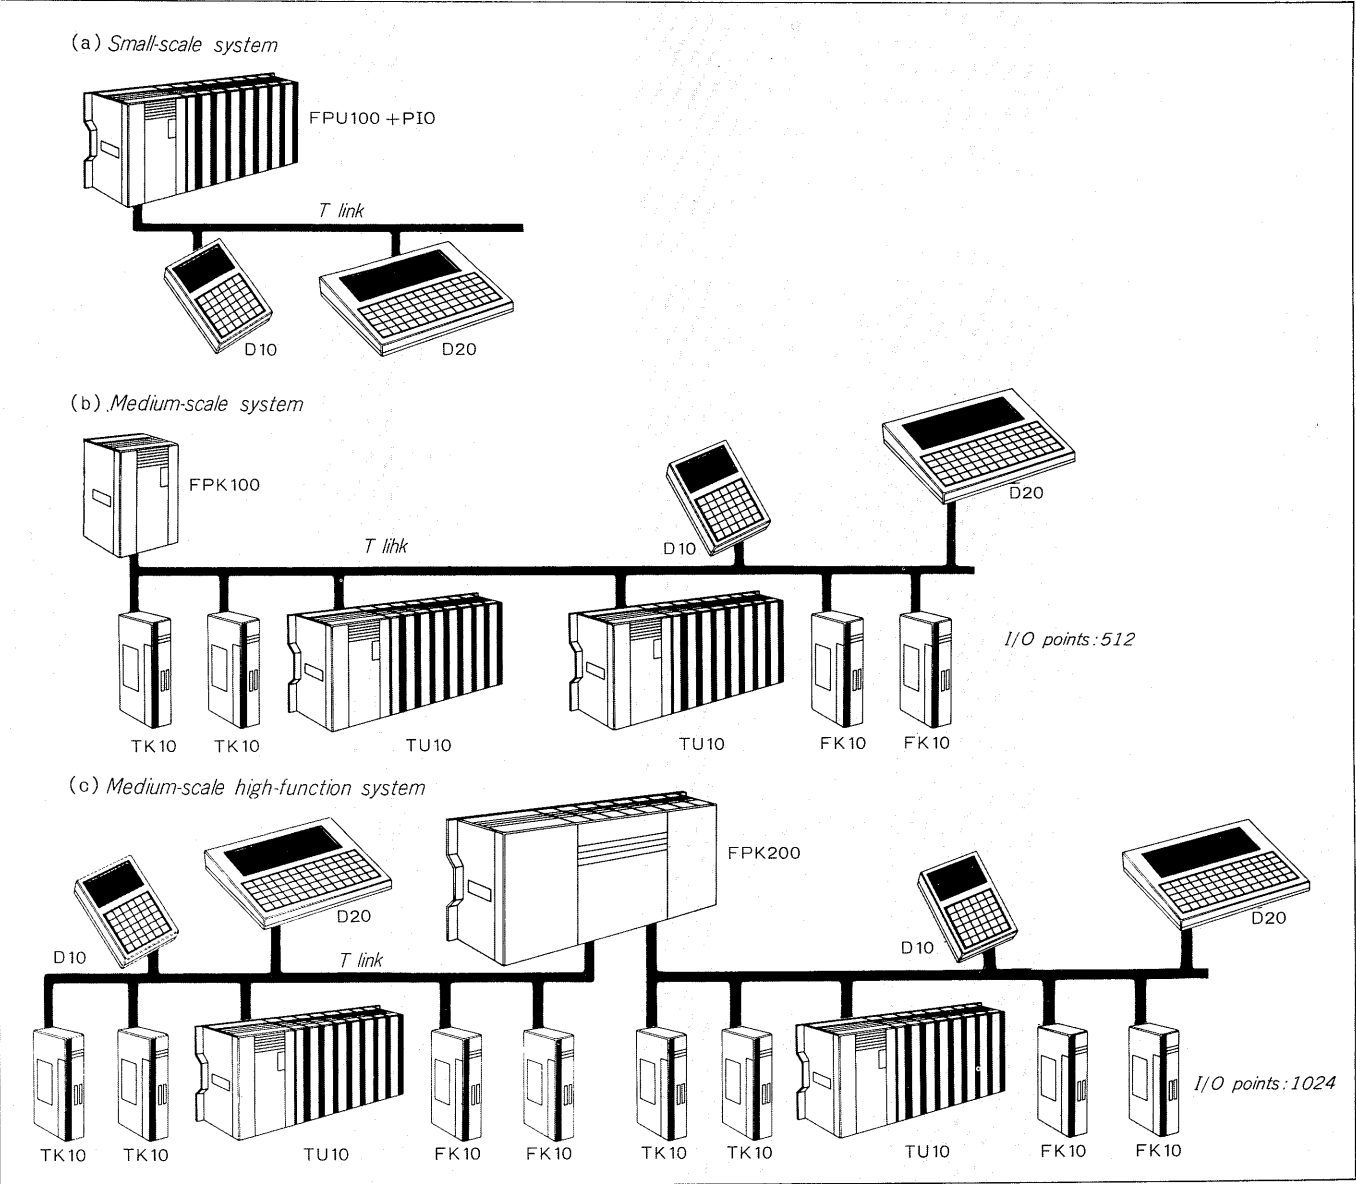 (a) Small-scale system
FPU100+PIO
T link
D10
D20
(b) Medium-scale system
FPK100
D10
D20
T lihk
I/O points:512
TK10
TK10
TU10
TU10
FK10
FK10
(c) Medium-scale high-function system
FPK200
D10
D20
D10
D20
T link
I/O points:1024
TK10
TK10
TU10
FK10
FK10
TK10
TK10
TU10
FK10
FK10